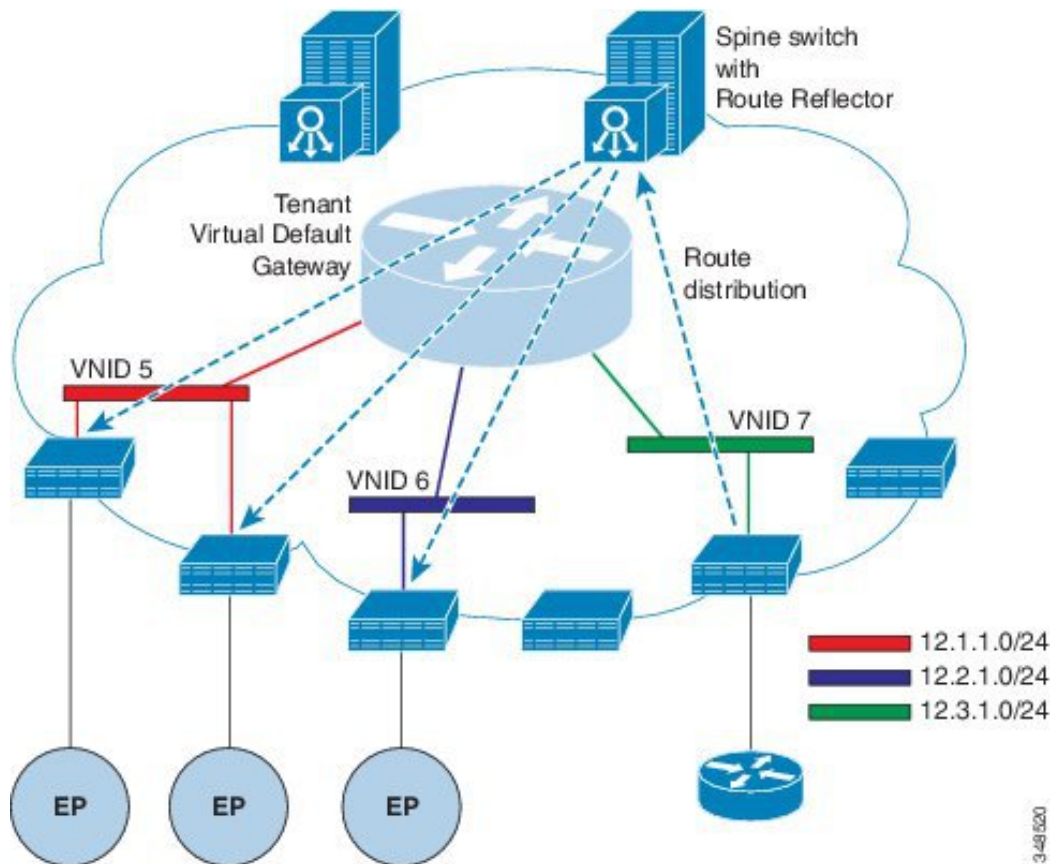 Spine switch
with
Route Reflector
Tenant
Virtual Default
Gateway
Route
distribution
VNID 5
VNID 7
VNID 6
12.1.1.0/24
12.2.1.0/24
12.3.1.0/24
EP
EP
EP
348520